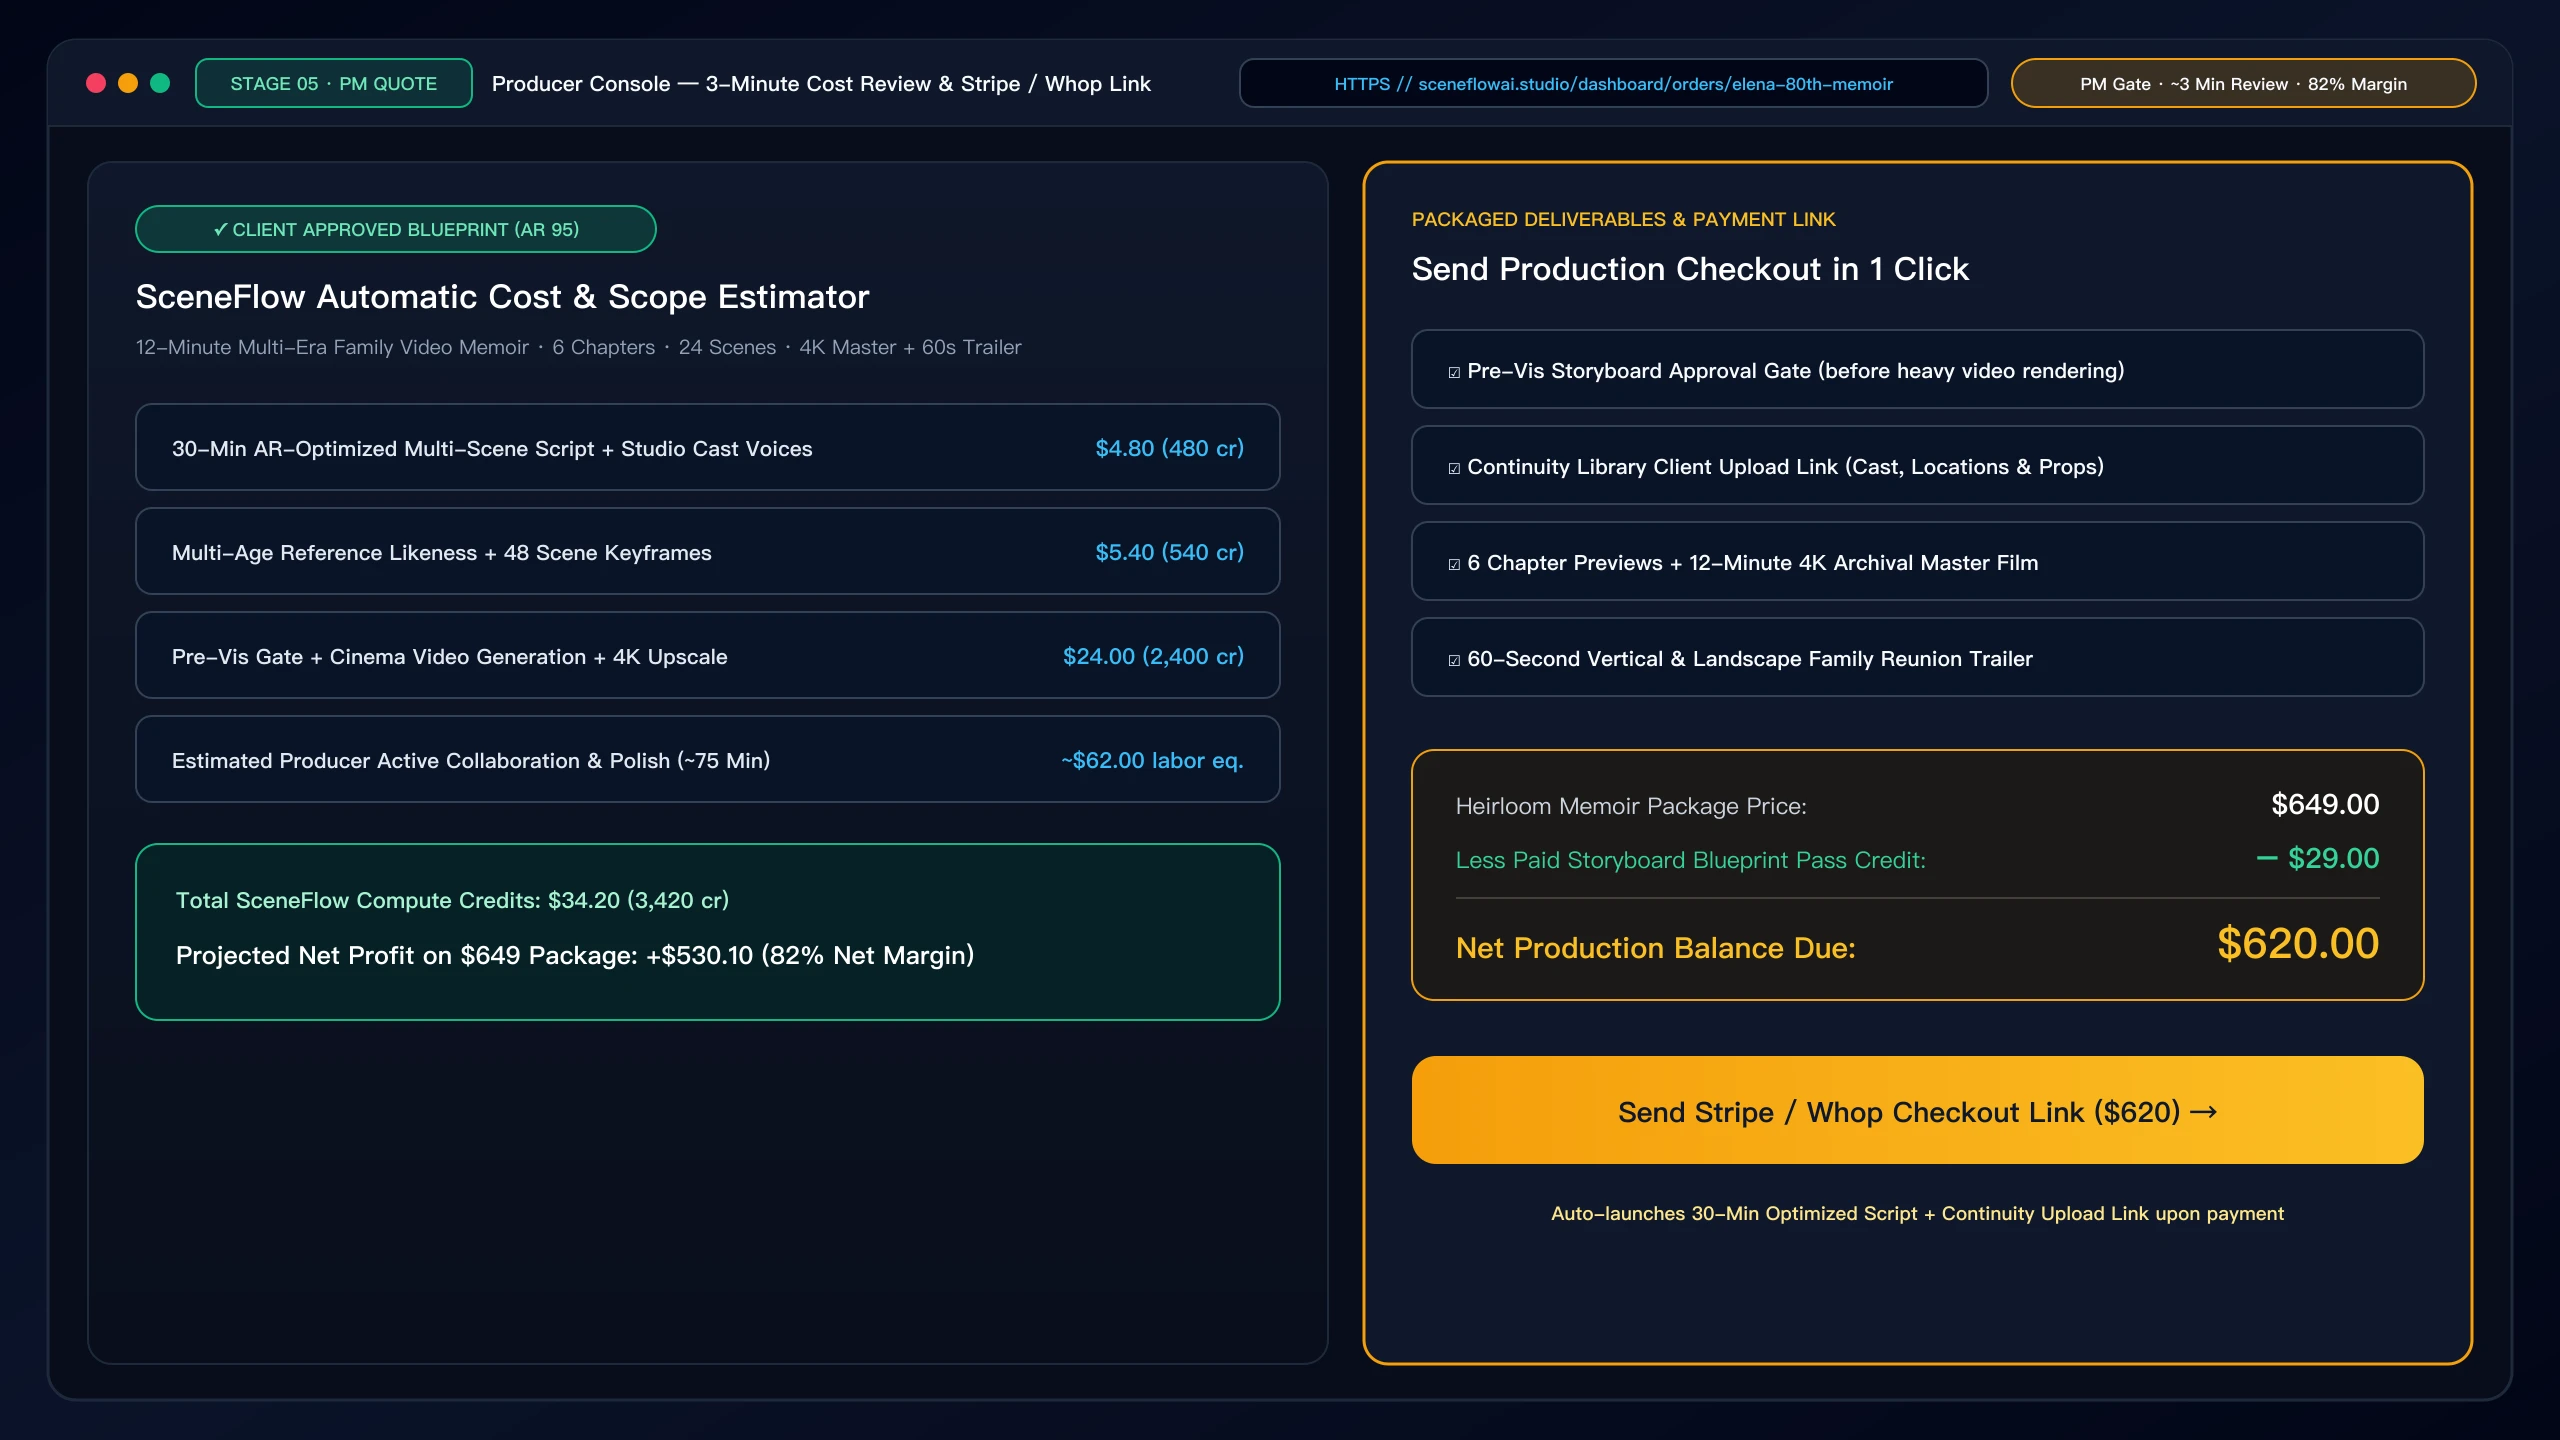 STAGE 05 · PM QUOTE
Producer Console — 3-Minute Cost Review & Stripe / Whop Link
HTTPS // sceneflowai.studio/dashboard/orders/elena-80th-memoir
PM Gate · ~3 Min Review · 82% Margin
✓ CLIENT APPROVED BLUEPRINT (AR 95)
SceneFlow Automatic Cost & Scope Estimator
12-Minute Multi-Era Family Video Memoir · 6 Chapters · 24 Scenes · 4K Master + 60s Trailer
30-Min AR-Optimized Multi-Scene Script + Studio Cast Voices $4.80 (480 cr)
Multi-Age Reference Likeness + 48 Scene Keyframes $5.40 (540 cr)
Pre-Vis Gate + Cinema Video Generation + 4K Upscale $24.00 (2,400 cr)
Estimated Producer Active Collaboration & Polish (~75 Min) ~$62.00 labor eq.
Total SceneFlow Compute Credits: $34.20 (3,420 cr)
Projected Net Profit on $649 Package: +$530.10 (82% Net Margin)
PACKAGED DELIVERABLES & PAYMENT LINK
Send Production Checkout in 1 Click
☑ Pre-Vis Storyboard Approval Gate (before heavy video rendering)
☑ Continuity Library Client Upload Link (Cast, Locations & Props)
☑ 6 Chapter Previews + 12-Minute 4K Archival Master Film
☑ 60-Second Vertical & Landscape Family Reunion Trailer
Heirloom Memoir Package Price: $649.00
Less Paid Storyboard Blueprint Pass Credit: — $29.00
Net Production Balance Due: $620.00
Send Stripe / Whop Checkout Link ($620) →
Auto-launches 30-Min Optimized Script + Continuity Upload Link upon payment